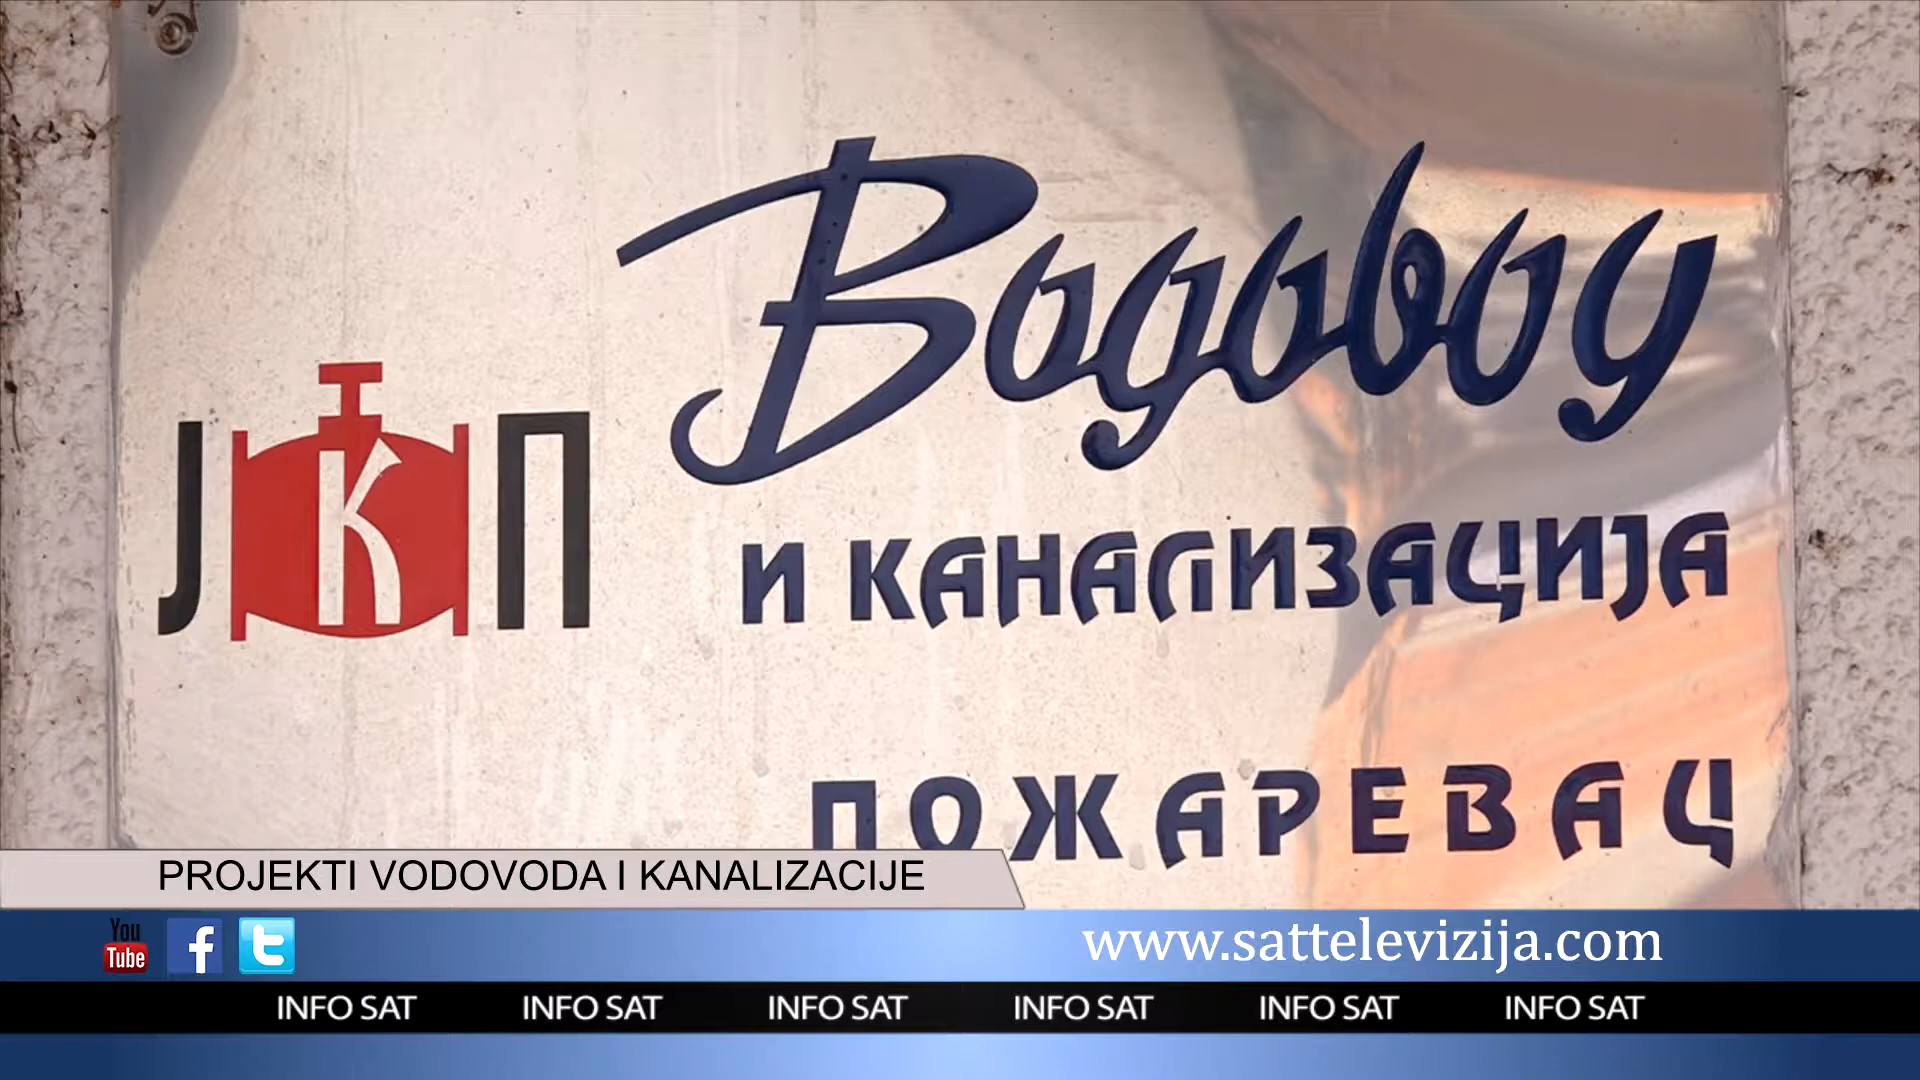 Водовод
ЈКП
И КАНАЛИЗАЦИЈА
ПОЖАРЕВАЦ
PROJEKTI VODOVODA I KANALIZACIJE
You Tube f t www.sattelevizija.com
INFO SAT INFO SAT INFO SAT INFO SAT INFO SAT INFO SAT